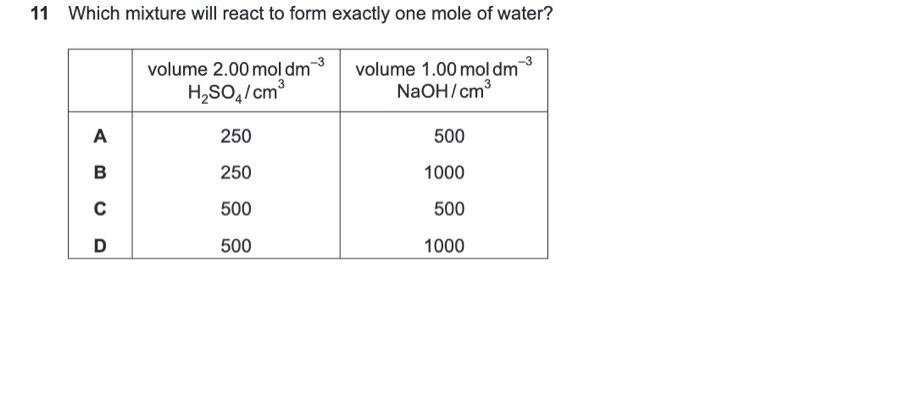 11 Which mixture will react to form exactly one mole of water?
volume 2.00 mol dm⁻³ H₂SO₄ / cm³ volume 1.00 mol dm⁻³ NaOH / cm³
A 250 500
B 250 1000
C 500 500
D 500 1000